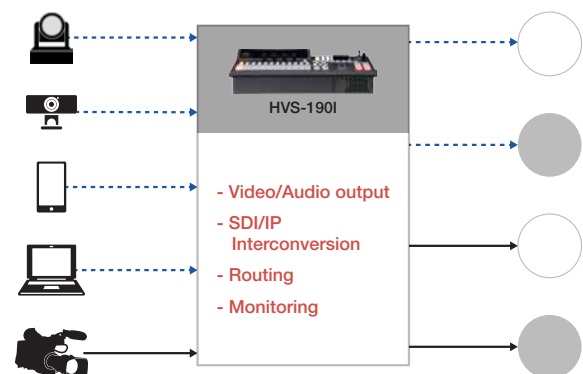 HVS-190I
- Video/Audio output
- SDI/IP
Interconversion
- Routing
- Monitoring